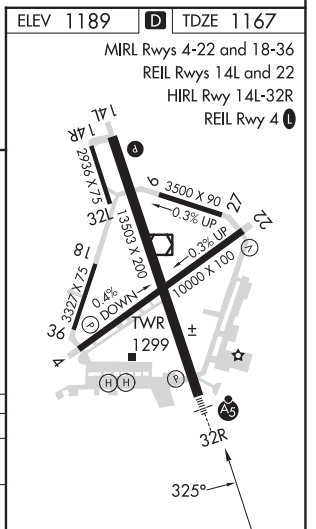 ELEV 1189 D TDZE 1167
MIRL Rwys 4-22 and 18-36
REIL Rwys 14L and 22
HIRL Rwy 14L-32R
REIL Rwy 4 L
14L
14R
P
2936 X 75
9
3500 X 90
27
0.3% UP
22
32L
13503 X 200
18
0.3% UP
V
3327 X 75
0.4%
DOWN
10000 X 100
P
36
TWR
1299
±
4
H H
P
A5
32R
325°